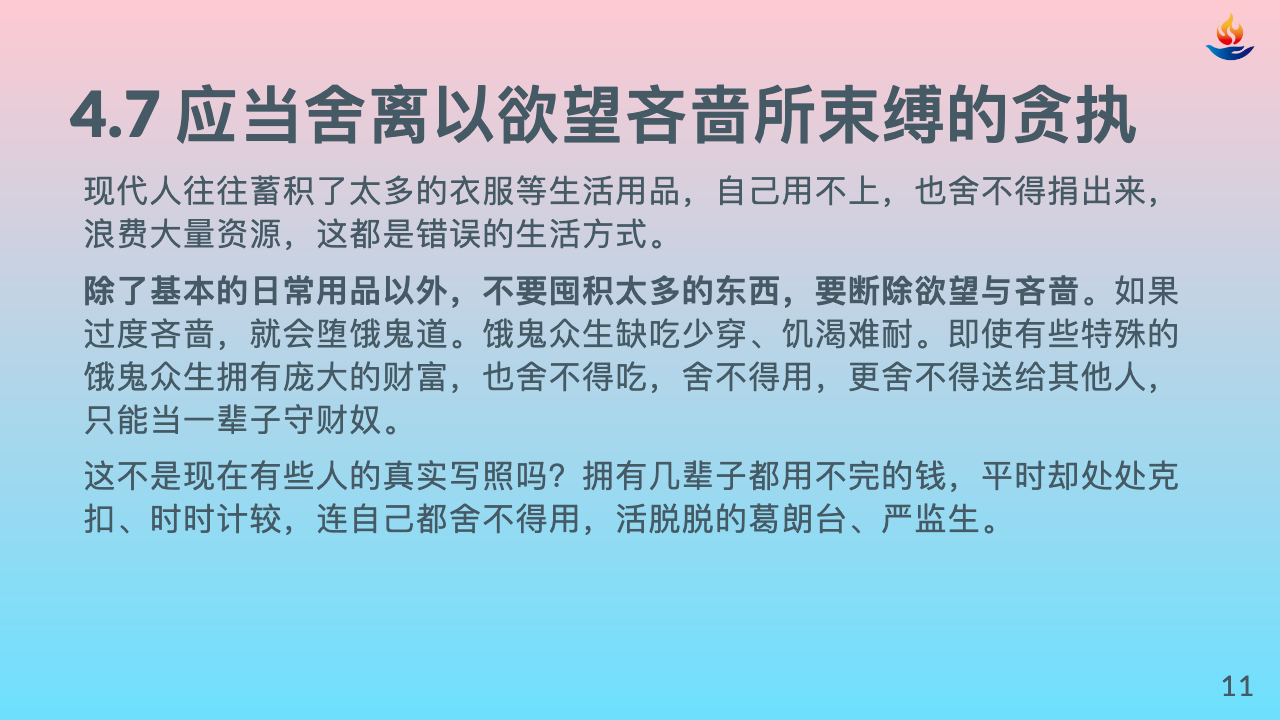 4.7 应当舍离以欲望吝啬所束缚的贪执
现代人往往蓄积了太多的衣服等生活用品，自己用不上，也舍不得捐出来，
浪费大量资源，这都是错误的生活方式。
除了基本的日常用品以外，不要囤积太多的东西，要断除欲望与吝啬。如果
过度吝啬，就会堕饿鬼道。饿鬼众生缺吃少穿、饥渴难耐。即使有些特殊的
饿鬼众生拥有庞大的财富，也舍不得吃，舍不得用，更舍不得送给其他人，
只能当一辈子守财奴。
这不是现在有些人的真实写照吗？拥有几辈子都用不完的钱，平时却处处克
扣、时时计较，连自己都舍不得用，活脱脱的葛朗台、严监生。
11